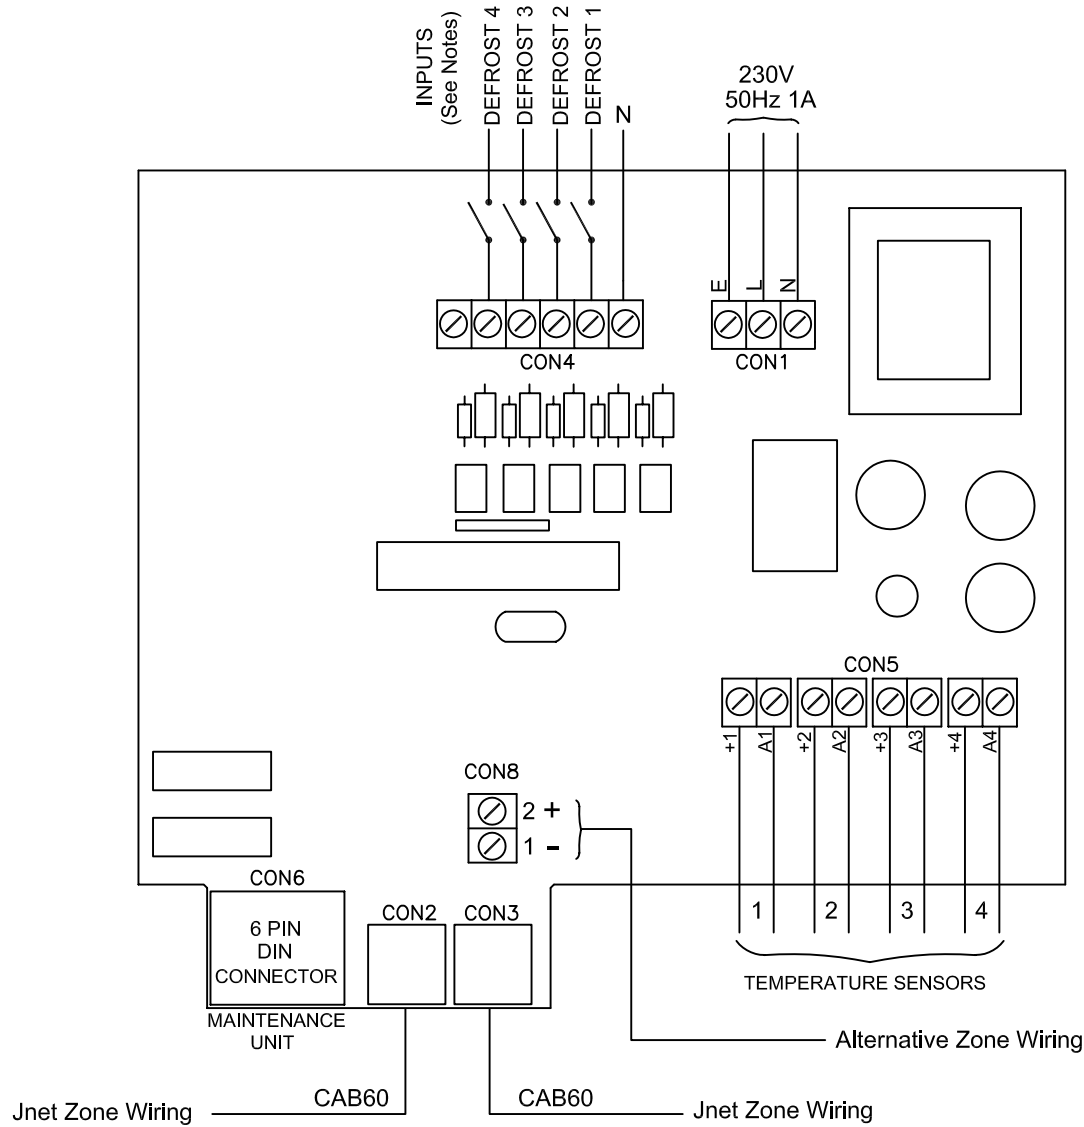 INPUTS
(See Notes)
DEFROST 4
DEFROST 3
DEFROST 2
DEFROST 1
N
230V
50Hz 1A
E
L
N
CON4
CON1
CON5
+1
A1
+2
A2
+3
A3
+4
A4
CON8
2 +
1 -
CON6
6 PIN
DIN
CONNECTOR
CON2
CON3
1
2
3
4
TEMPERATURE SENSORS
MAINTENANCE
UNIT
Alternative Zone Wiring
CAB60
CAB60
Jnet Zone Wiring
Jnet Zone Wiring